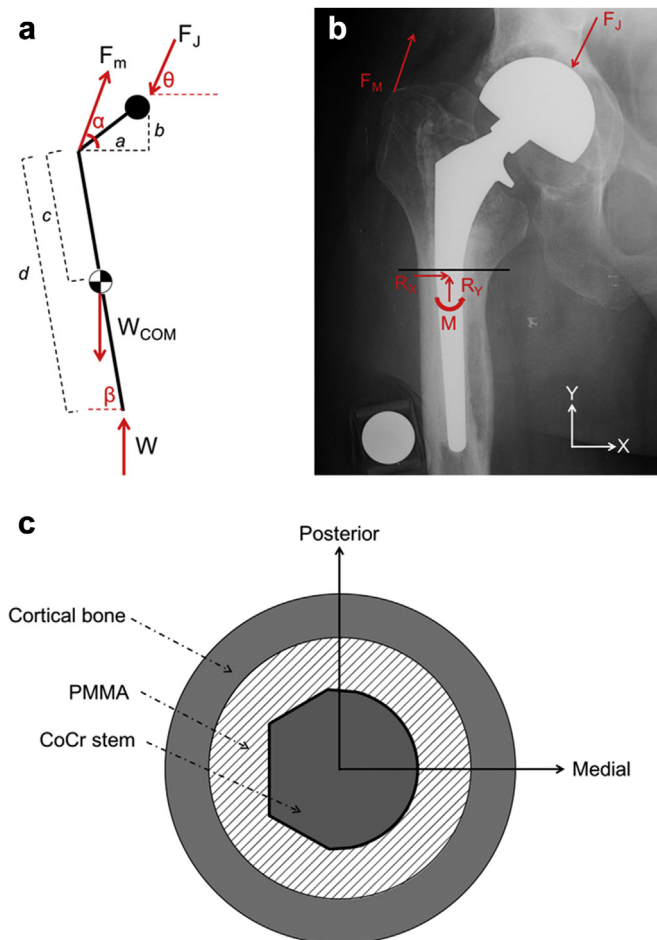 a
F_m
F_J
θ
α
a
b
c
d
W_COM
β
W
b
F_J
F_M
R_X
R_Y
M
Y
X
c
Posterior
Cortical bone
PMMA
CoCr stem
Medial